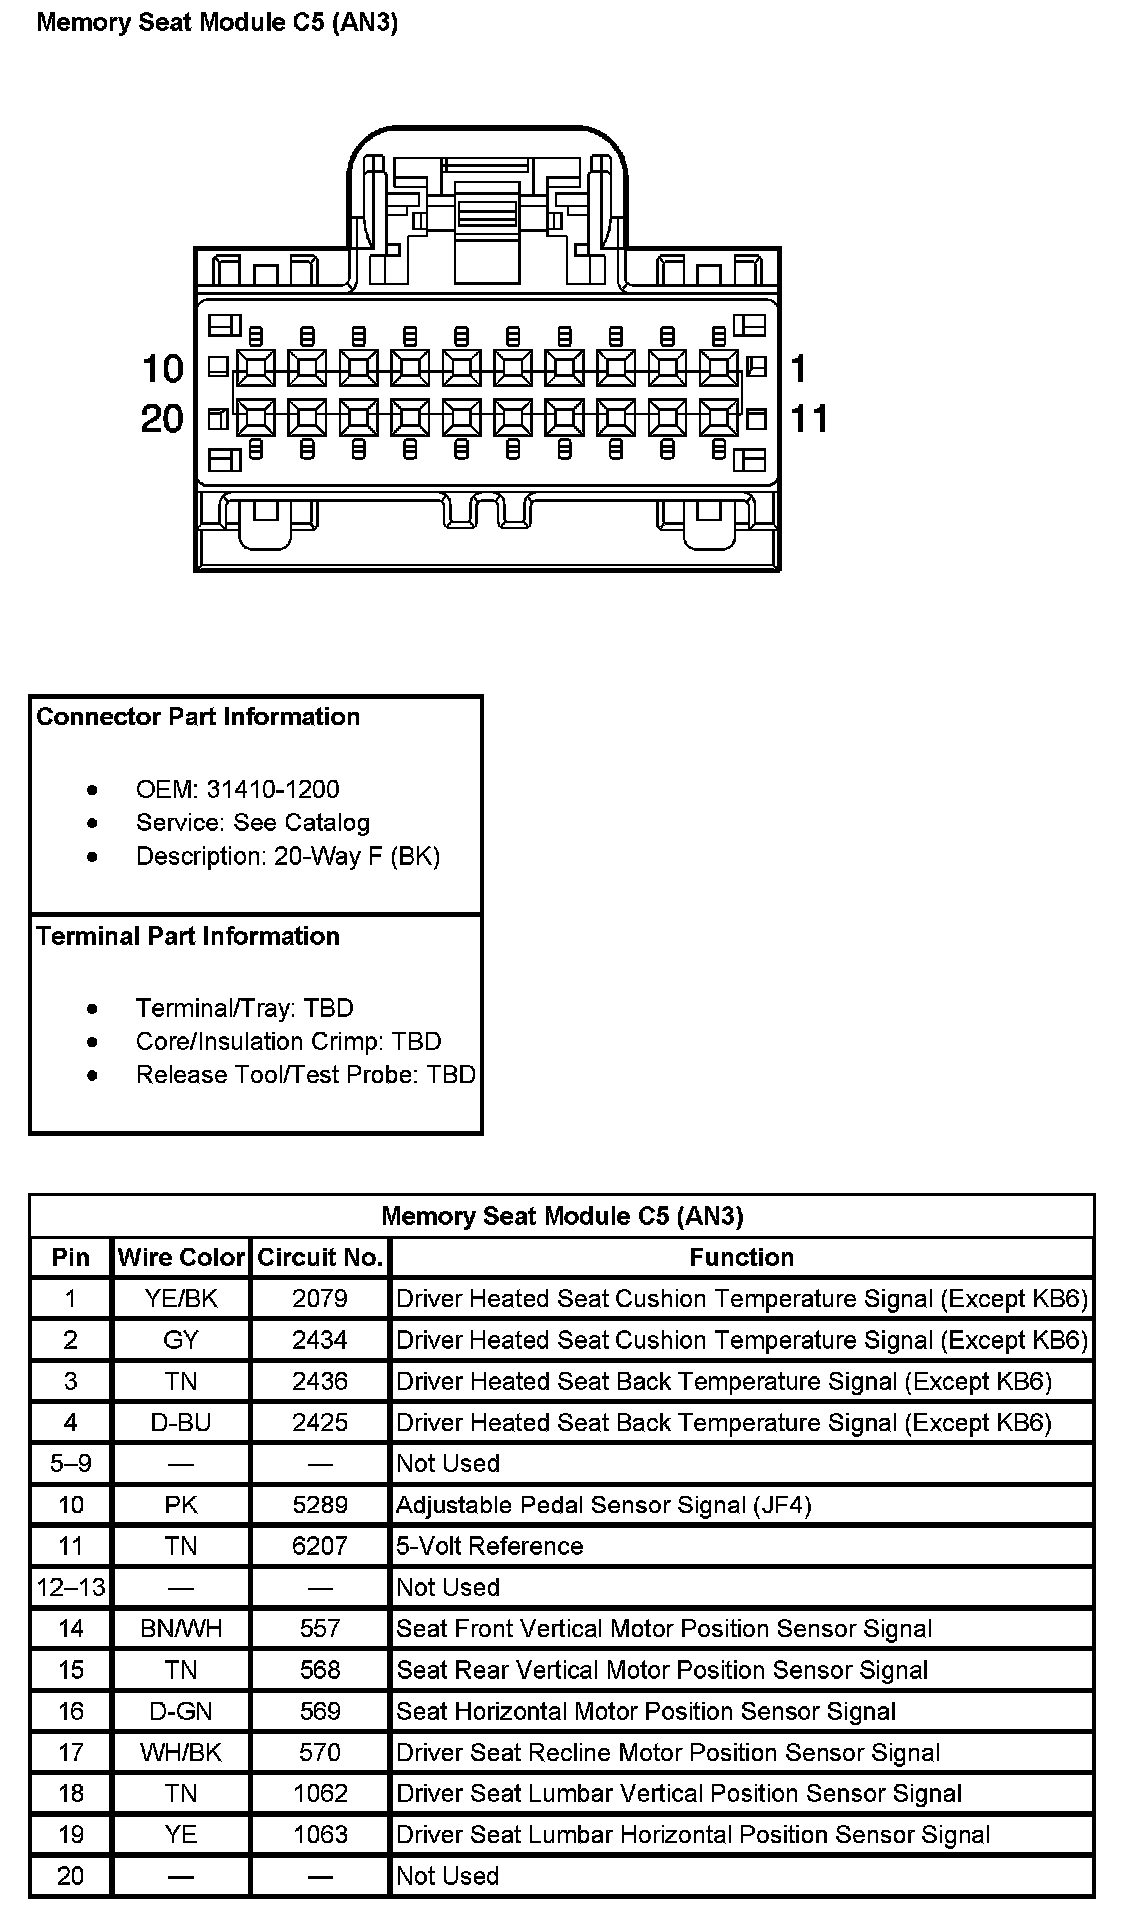 Memory Seat Module C5 (AN3)
10 1
20 11
Connector Part Information
• OEM: 31410-1200
• Service: See Catalog
• Description: 20-Way F (BK)
Terminal Part Information
• Terminal/Tray: TBD
• Core/Insulation Crimp: TBD
• Release Tool/Test Probe: TBD
Memory Seat Module C5 (AN3)
Pin Wire Color Circuit No. Function
1 YE/BK 2079 Driver Heated Seat Cushion Temperature Signal (Except KB6)
2 GY 2434 Driver Heated Seat Cushion Temperature Signal (Except KB6)
3 TN 2436 Driver Heated Seat Back Temperature Signal (Except KB6)
4 D-BU 2425 Driver Heated Seat Back Temperature Signal (Except KB6)
5–9 — — Not Used
10 PK 5289 Adjustable Pedal Sensor Signal (JF4)
11 TN 6207 5-Volt Reference
12–13 — — Not Used
14 BN/WH 557 Seat Front Vertical Motor Position Sensor Signal
15 TN 568 Seat Rear Vertical Motor Position Sensor Signal
16 D-GN 569 Seat Horizontal Motor Position Sensor Signal
17 WH/BK 570 Driver Seat Recline Motor Position Sensor Signal
18 TN 1062 Driver Seat Lumbar Vertical Position Sensor Signal
19 YE 1063 Driver Seat Lumbar Horizontal Position Sensor Signal
20 — — Not Used